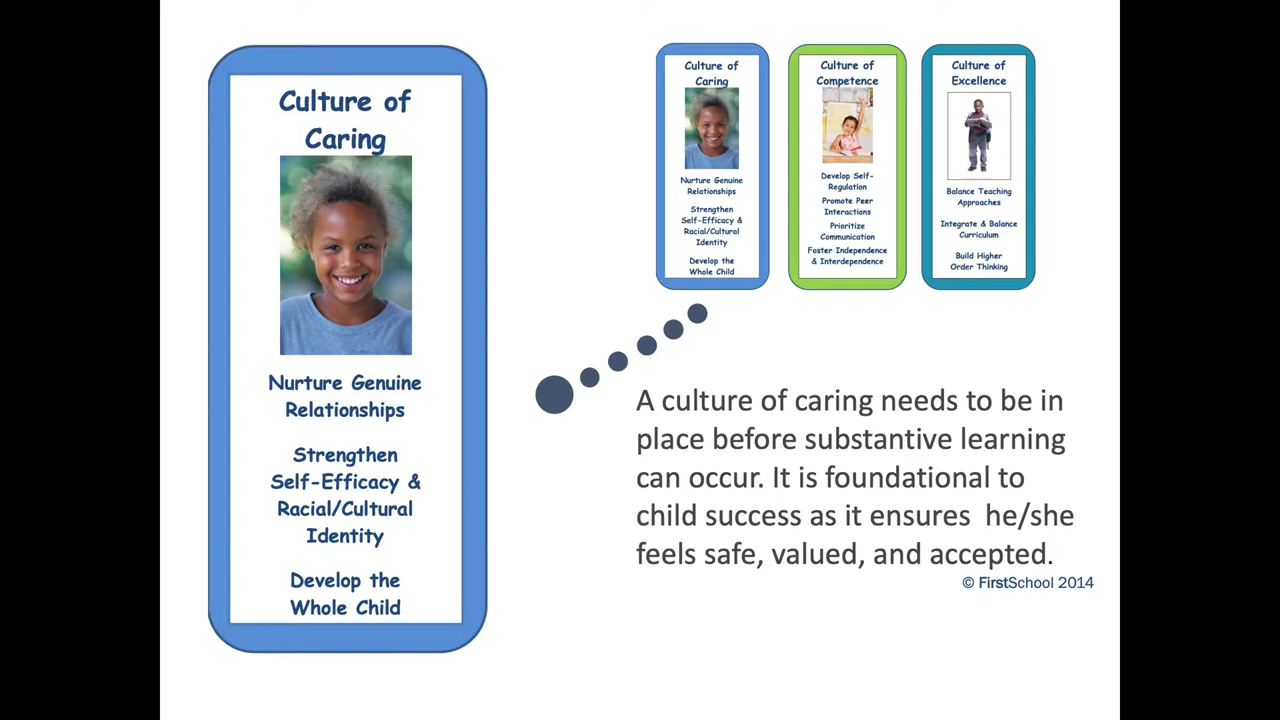 Culture of
Caring
Nurture Genuine
Relationships
Strengthen
Self-Efficacy &
Racial/Cultural
Identity
Develop the
Whole Child
Culture of
Caring
Nurture Genuine
Relationships
Strengthen
Self-Efficacy &
Racial/Cultural
Identity
Develop the
Whole Child
Culture of
Competence
Develop Self-
Regulation
Promote Peer
Interactions
Prioritize
Communication
Foster Independence
& Interdependence
Culture of
Excellence
Balance Teaching
Approaches
Integrate & Balance
Curriculum
Build Higher
Order Thinking
A culture of caring needs to be in
place before substantive learning
can occur. It is foundational to
child success as it ensures he/she
feels safe, valued, and accepted.
© FirstSchool 2014